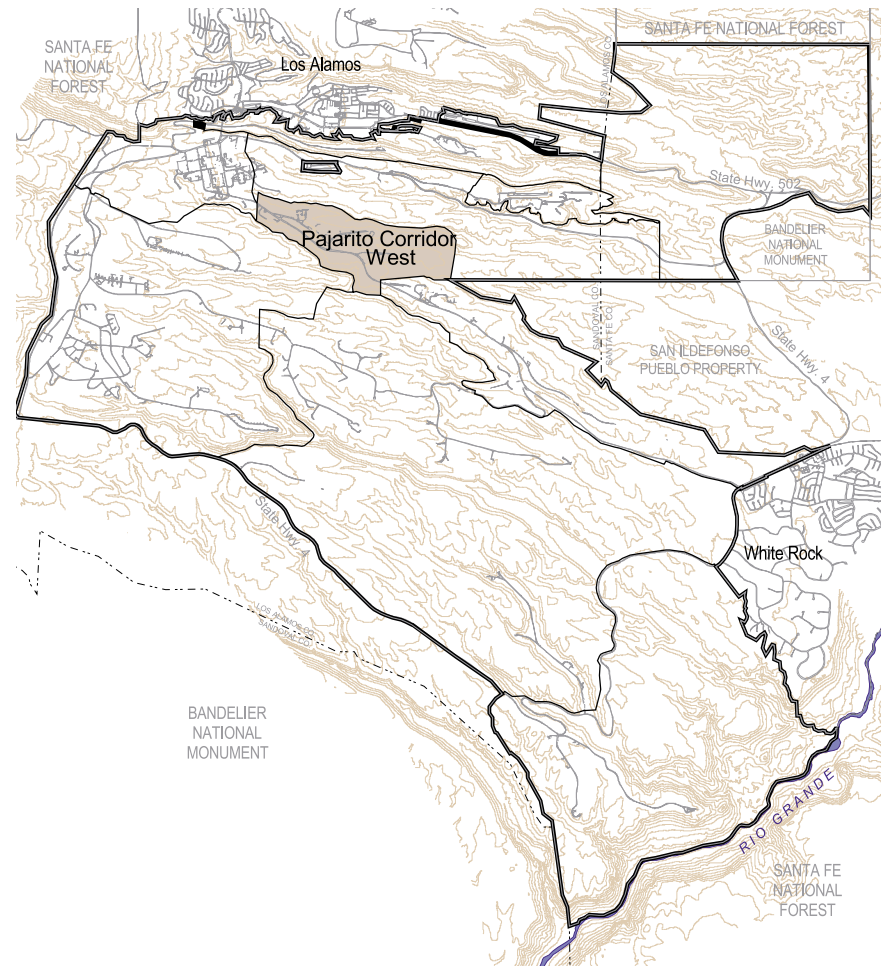 SANTA FE NATIONAL FOREST
SANTA FE
NATIONAL
FOREST
Los Alamos
LOS ALAMOS CO.
State Hwy. 502
BANDELIER
NATIONAL
MONUMENT
Pajarito Corridor
West
SANDOVAL CO.
SANTA FE CO.
SAN ILDEFONSO
PUEBLO PROPERTY
State Hwy. 4
White Rock
State Hwy. 4
LOS ALAMOS CO.
SANDOVAL CO.
BANDELIER
NATIONAL
MONUMENT
RIO GRANDE
SANTA FE
NATIONAL
FOREST